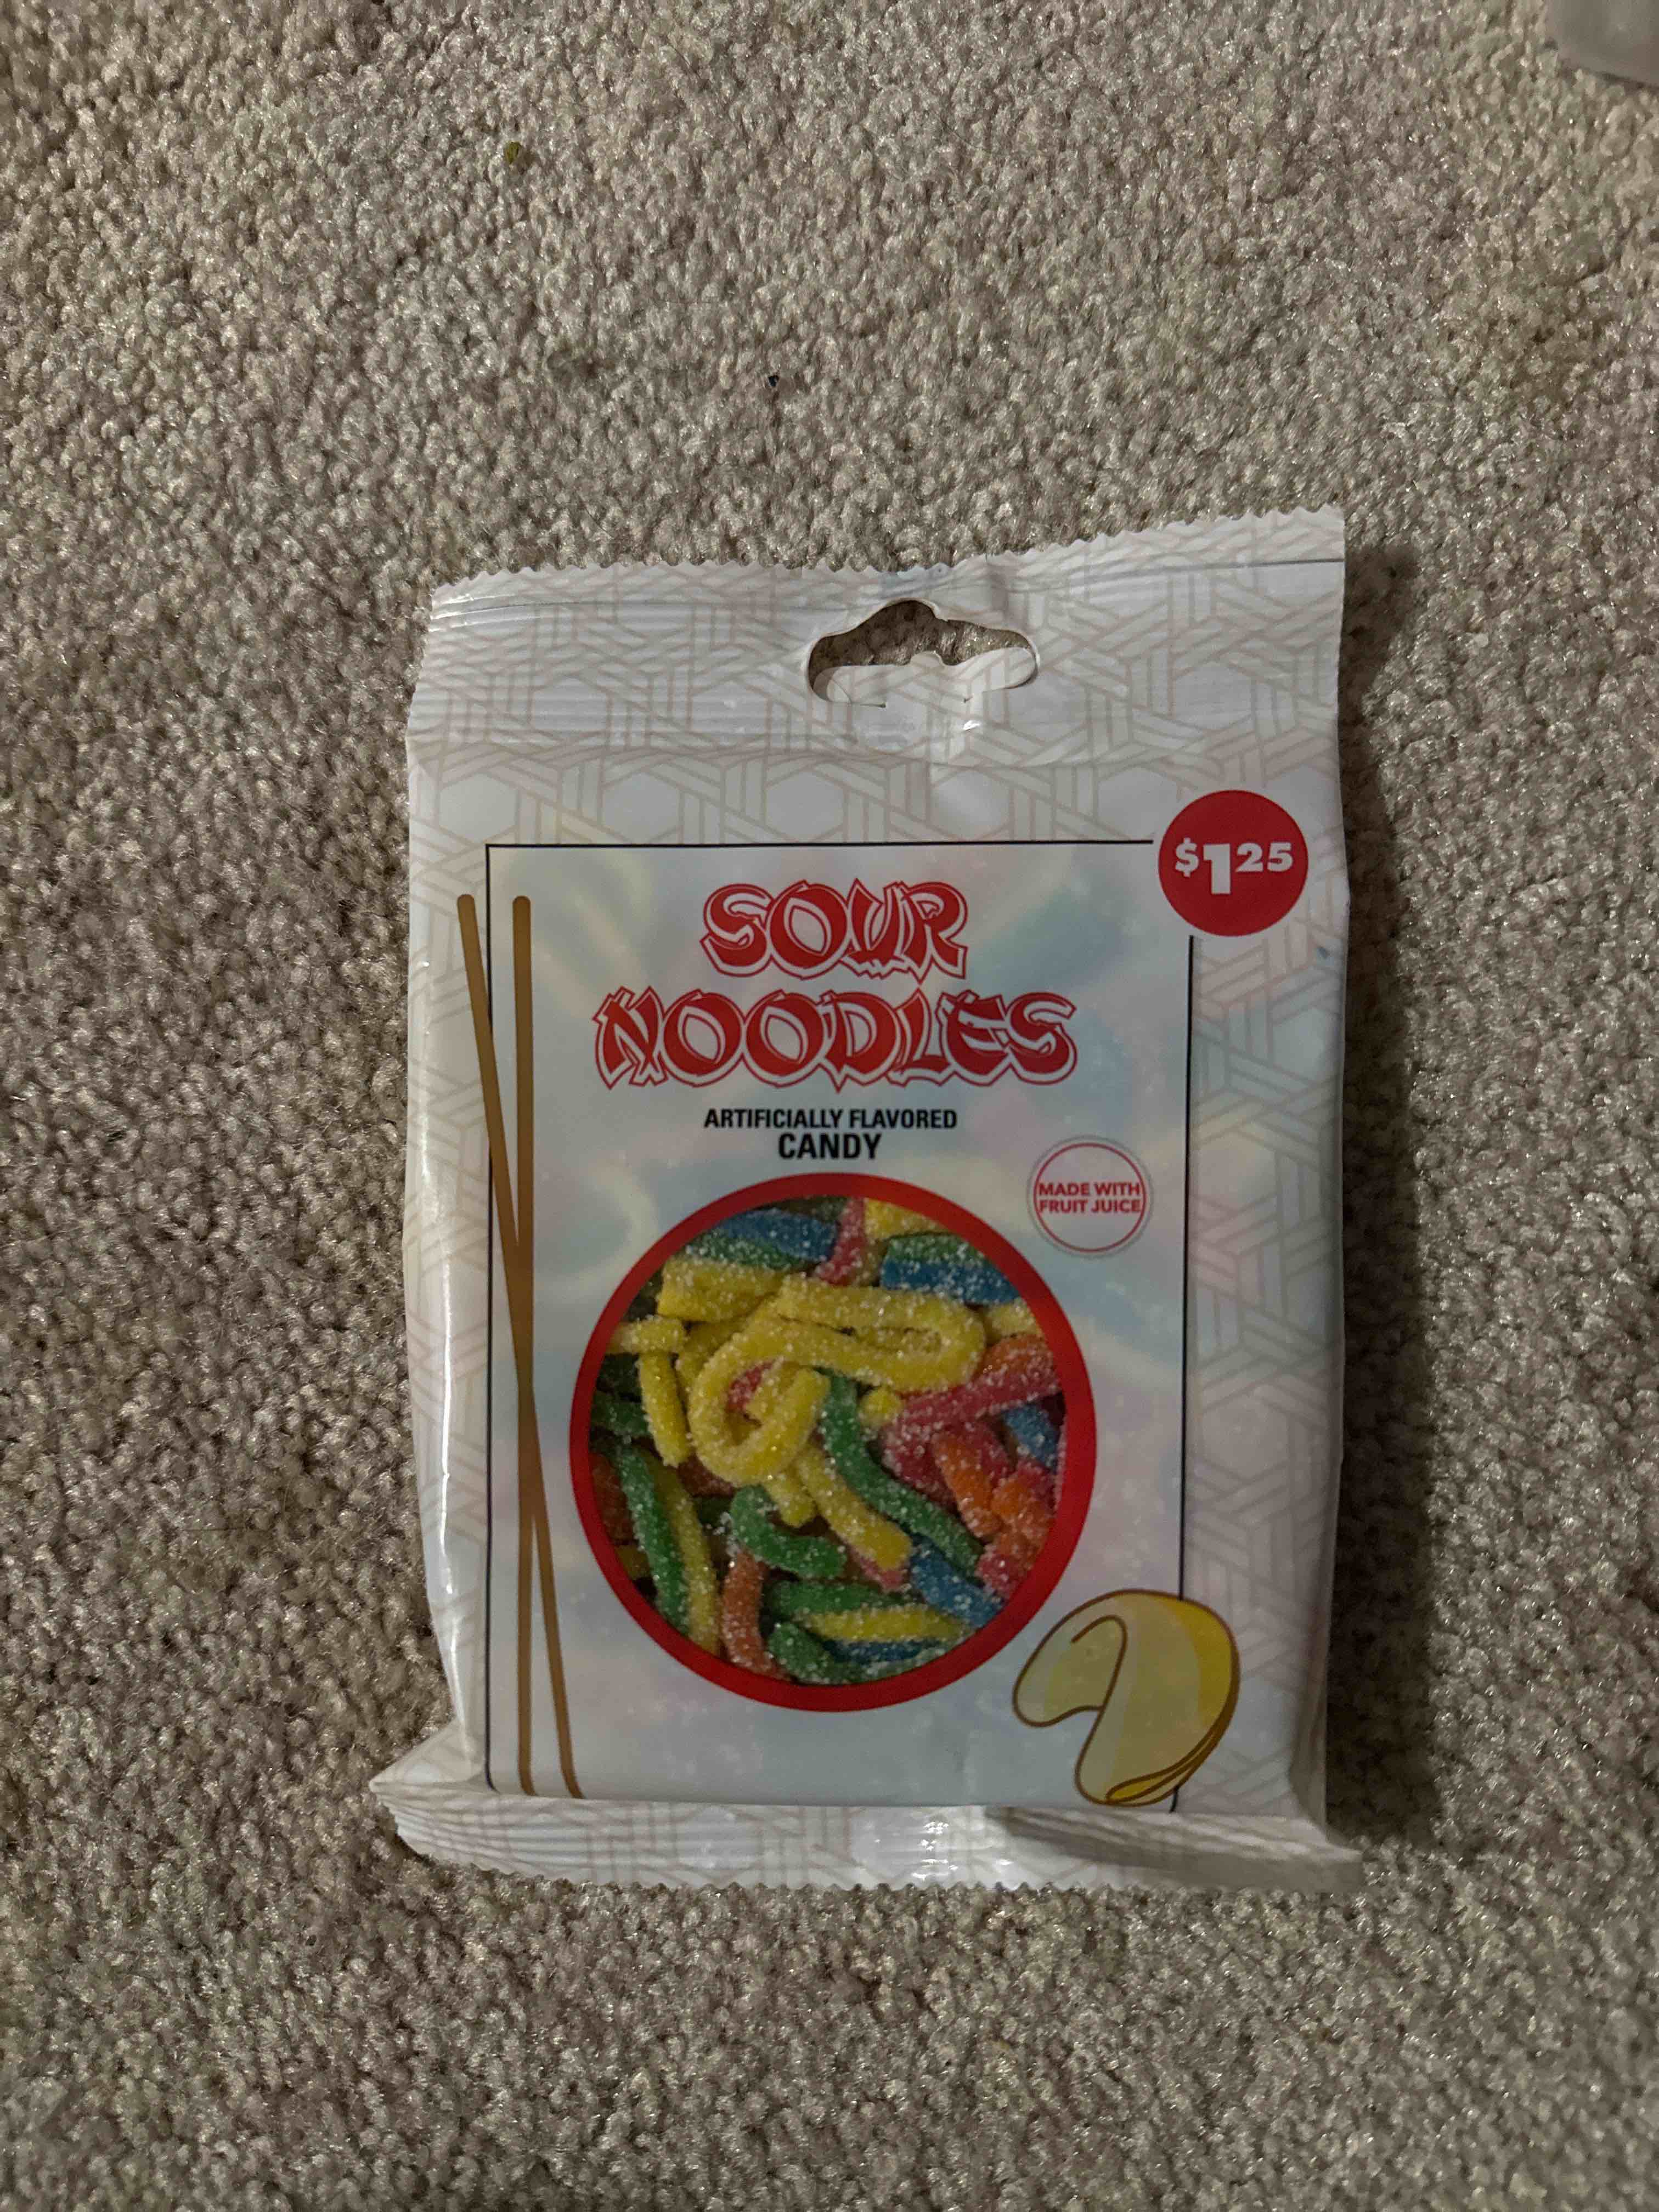 $1.25
SOUR
NOODLES
ARTIFICIALLY FLAVORED
CANDY
MADE WITH
FRUIT JUICE